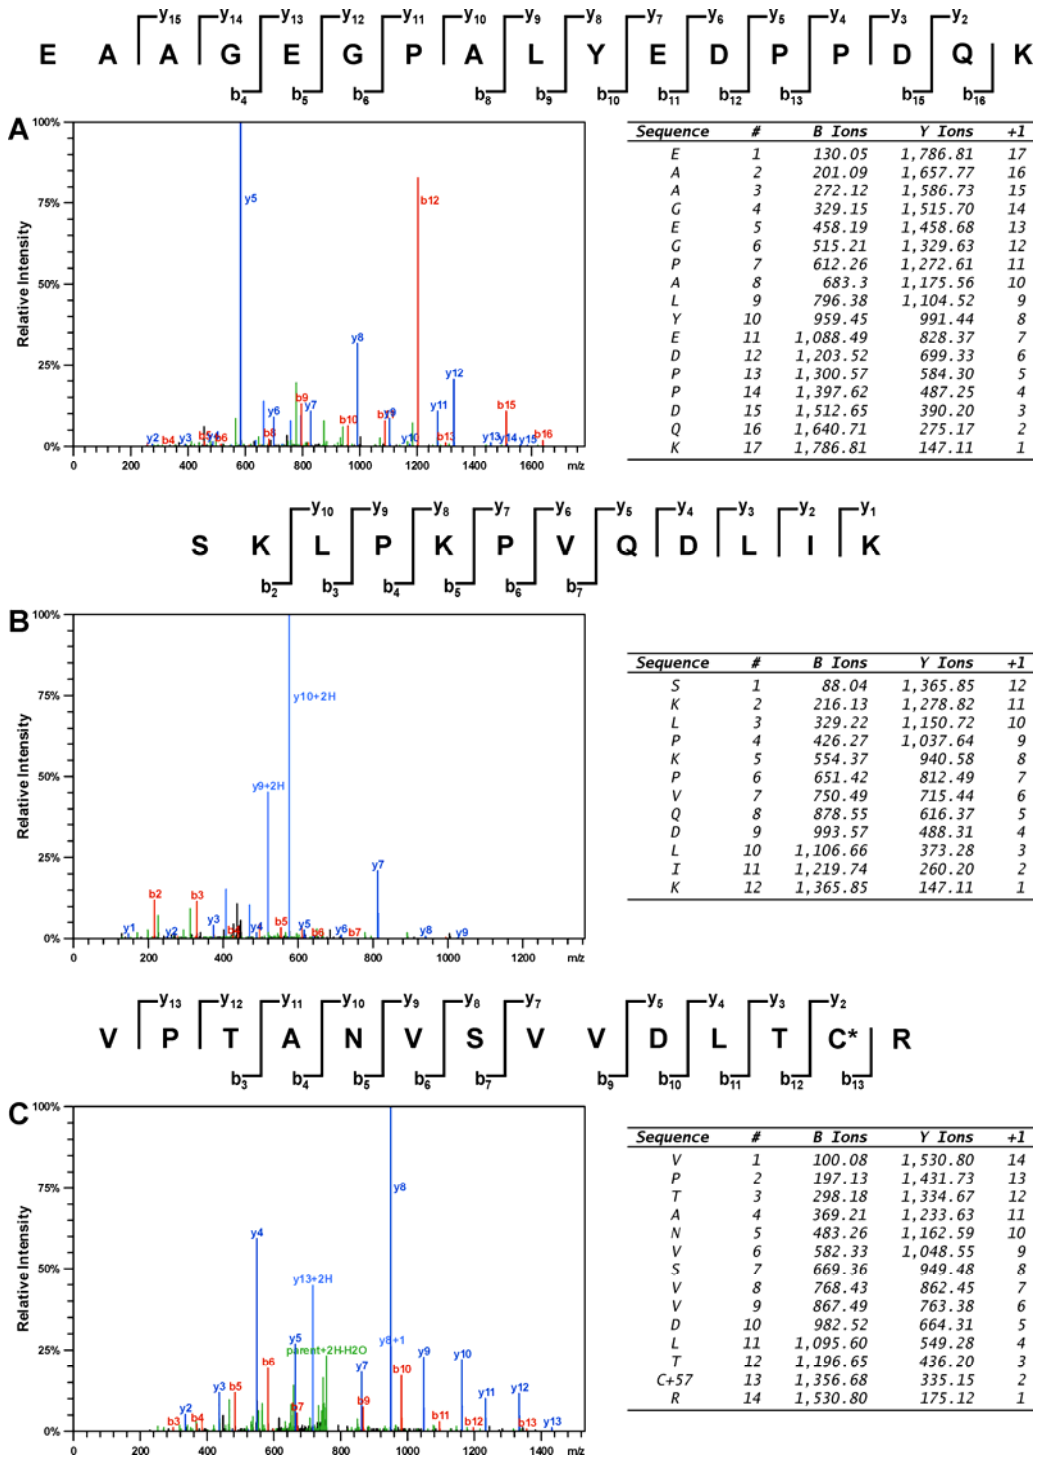 y15 y14 y13 y12 y11 y10 y9 y8 y7 y6 y5 y4 y3 y2
E A A G E G P A L Y E D P P D Q K
b4 b5 b6 b8 b9 b10 b11 b12 b13 b15 b16
A
100%
75%
50%
25%
0%
Relative Intensity
y5
b12
y8
y12
b9
y6
y7
b10
y9
y11
b15
y2
b4
y3
b5
b6
b8
y10
b13
y13
y14
y15
b16
0 200 400 600 800 1000 1200 1400 1600 m/z
Sequence # B Ions Y Ions +1
E 1 130.05 1,786.81 17
A 2 201.09 1,657.77 16
A 3 272.12 1,586.73 15
G 4 329.15 1,515.70 14
E 5 458.19 1,458.68 13
G 6 515.21 1,329.63 12
P 7 612.26 1,272.61 11
A 8 683.3 1,175.56 10
L 9 796.38 1,104.52 9
Y 10 959.45 991.44 8
E 11 1,088.49 828.37 7
D 12 1,203.52 699.33 6
P 13 1,300.57 584.30 5
P 14 1,397.62 487.25 4
D 15 1,512.65 390.20 3
Q 16 1,640.71 275.17 2
K 17 1,786.81 147.11 1
y10 y9 y8 y7 y6 y5 y4 y3 y2 y1
S K L P K P V Q D L I K
b2 b3 b4 b5 b6 b7
B
100%
75%
50%
25%
0%
Relative Intensity
y10+2H
y9+2H
y7
b2
b3
y3
y1
y2
y4
b5
y5
b6
y6
b7
y8
y9
0 200 400 600 800 1000 1200 m/z
Sequence # B Ions Y Ions +1
S 1 88.04 1,365.85 12
K 2 216.13 1,278.82 11
L 3 329.22 1,150.72 10
P 4 426.27 1,037.64 9
K 5 554.37 940.58 8
P 6 651.42 812.49 7
V 7 750.49 715.44 6
Q 8 878.55 616.37 5
D 9 993.57 488.31 4
L 10 1,106.66 373.28 3
I 11 1,219.74 260.20 2
K 12 1,365.85 147.11 1
y13 y12 y11 y10 y9 y8 y7 y5 y4 y3 y2
V P T A N V S V V D L T C* R
b3 b4 b5 b6 b7 b9 b10 b11 b12 b13
C
100%
75%
50%
25%
0%
Relative Intensity
y8
y4
y13+2H
y5
parent+2H-H2O
y8+1
b6
y7
b10
y9
y10
y3
b5
y2
b3
b4
b7
b9
b11
y11
b12
y12
b13
y13
0 200 400 600 800 1000 1200 1400 m/z
Sequence # B Ions Y Ions +1
V 1 100.08 1,530.80 14
P 2 197.13 1,431.73 13
T 3 298.18 1,334.67 12
A 4 369.21 1,233.63 11
N 5 483.26 1,162.59 10
V 6 582.33 1,048.55 9
S 7 669.36 949.48 8
V 8 768.43 862.45 7
V 9 867.49 763.38 6
D 10 982.52 664.31 5
L 11 1,095.60 549.28 4
T 12 1,196.65 436.20 3
C+57 13 1,356.68 335.15 2
R 14 1,530.80 175.12 1